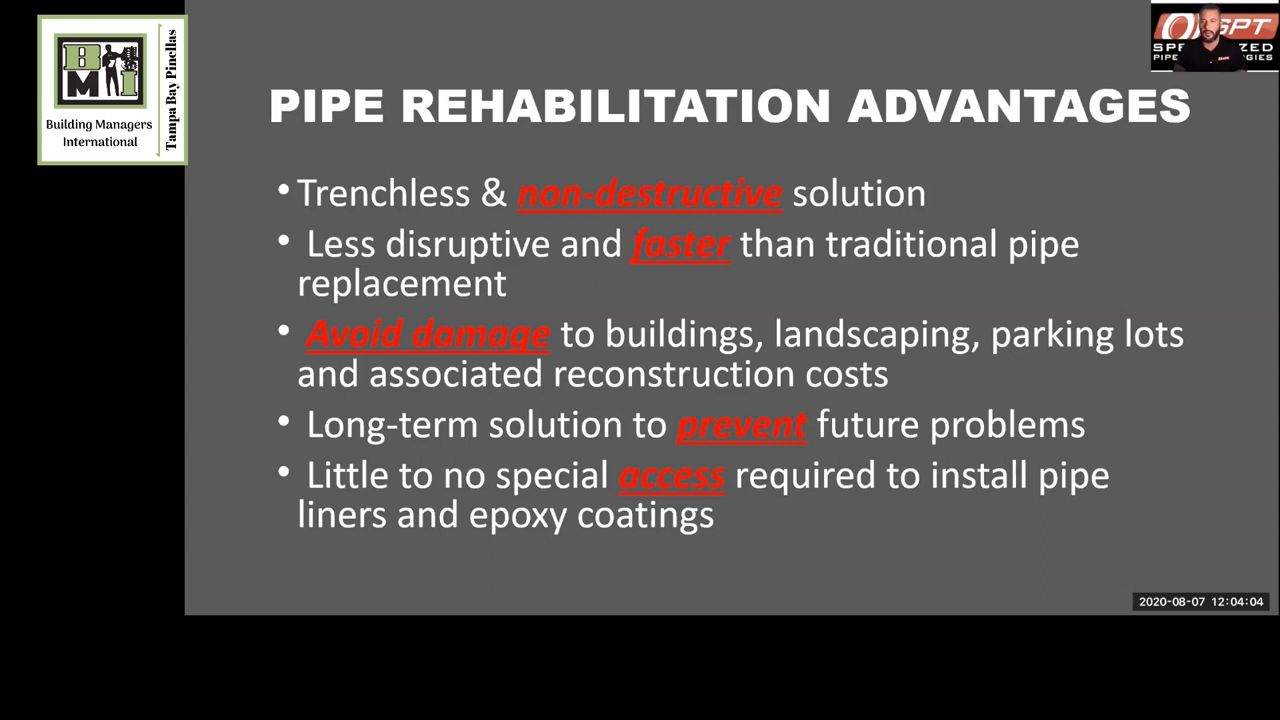 BMI
Building Managers
International
Tampa Bay Pinellas
SPT
PIPE REHABILITATION ADVANTAGES
•Trenchless & non-destructive solution
• Less disruptive and faster than traditional pipe
replacement
• Avoid damage to buildings, landscaping, parking lots
and associated reconstruction costs
• Long-term solution to prevent future problems
• Little to no special access required to install pipe
liners and epoxy coatings
2020-08-07 12:04:04